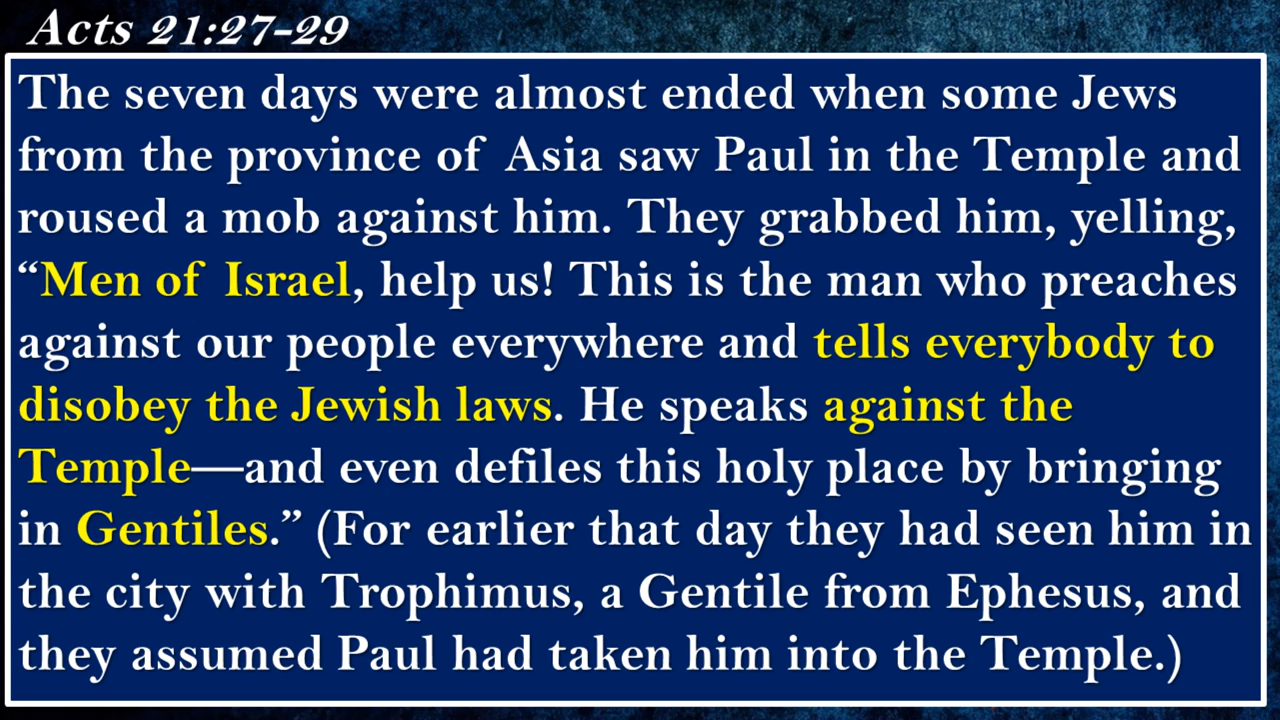 Acts 21:27-29
The seven days were almost ended when some Jews
from the province of Asia saw Paul in the Temple and
roused a mob against him. They grabbed him, yelling,
“Men of Israel, help us! This is the man who preaches
against our people everywhere and tells everybody to
disobey the Jewish laws. He speaks against the
Temple—and even defiles this holy place by bringing
in Gentiles.” (For earlier that day they had seen him in
the city with Trophimus, a Gentile from Ephesus, and
they assumed Paul had taken him into the Temple.)